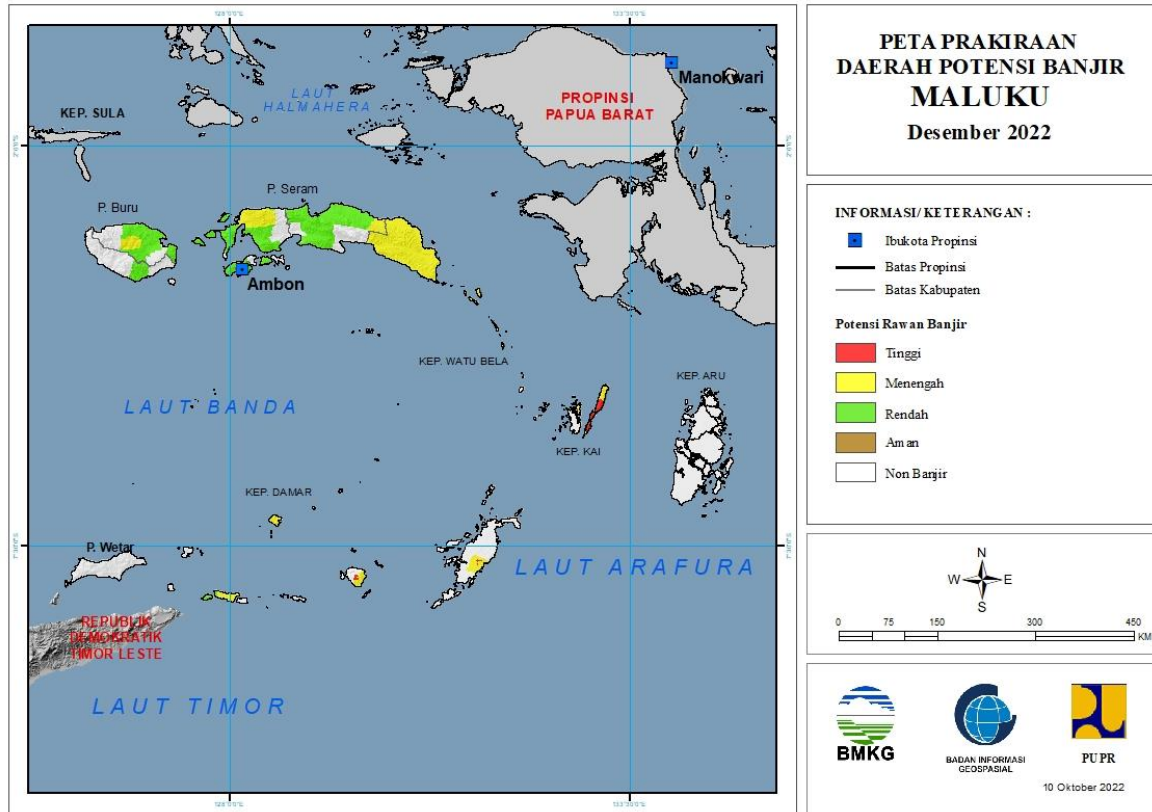 PETA PRAKIRAAN
DAERAH POTENSI BANJIR
MALUKU
Desember 2022
INFORMASI/ KETERANGAN :
Ibukota Propinsi
Batas Propinsi
Batas Kabupaten
Potensi Rawan Banjir
Tinggi
Menengah
Rendah
Aman
Non Banjir
N
W E
S
0 75 150 300 450
KM
BMKG
BADAN INFORMASI
GEOSPASIAL
PUPR
10 Oktober 2022
Manokwari
LAUT
HALMAHERA
PROPINSI
PAPUA BARAT
KEP. SULA
P. Seram
P. Buru
Ambon
KEP. WATU BELA
KEP. ARU
LAUT BANDA
KEP. KAI
KEP. DAMAR
P. Wetar
LAUT ARAFURA
REPUBLIK
DEMOKRATIK
TIMOR LESTE
LAUT TIMOR